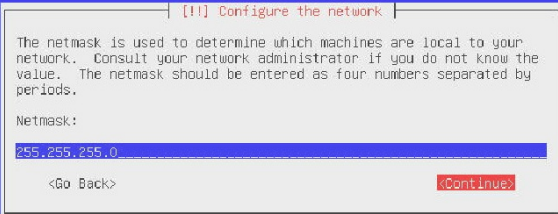 [!!] Configure the network
The netmask is used to determine which machines are local to your
network.  Consult your network administrator if you do not know the
value.  The netmask should be entered as four numbers separated by
periods.
Netmask:
255.255.255.0
<Go Back>
<Continue>